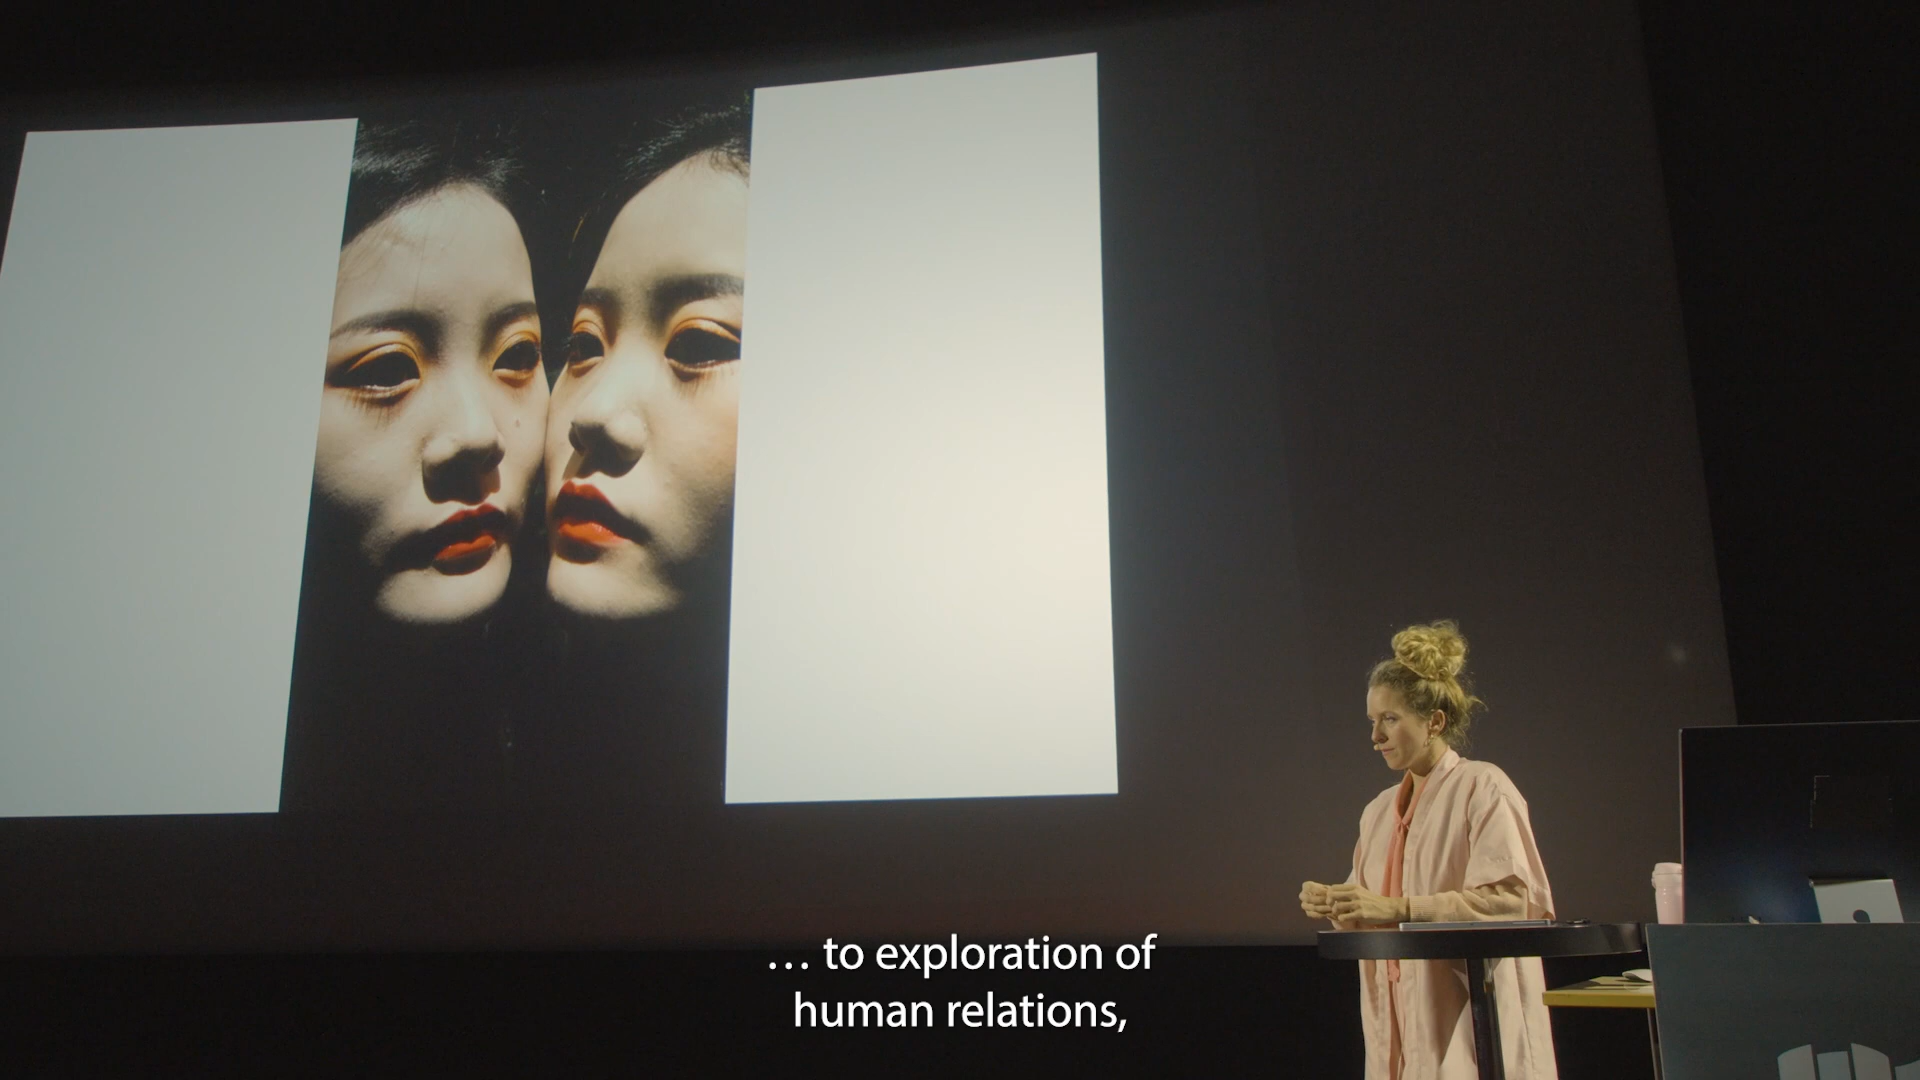 … to exploration of
human relations,